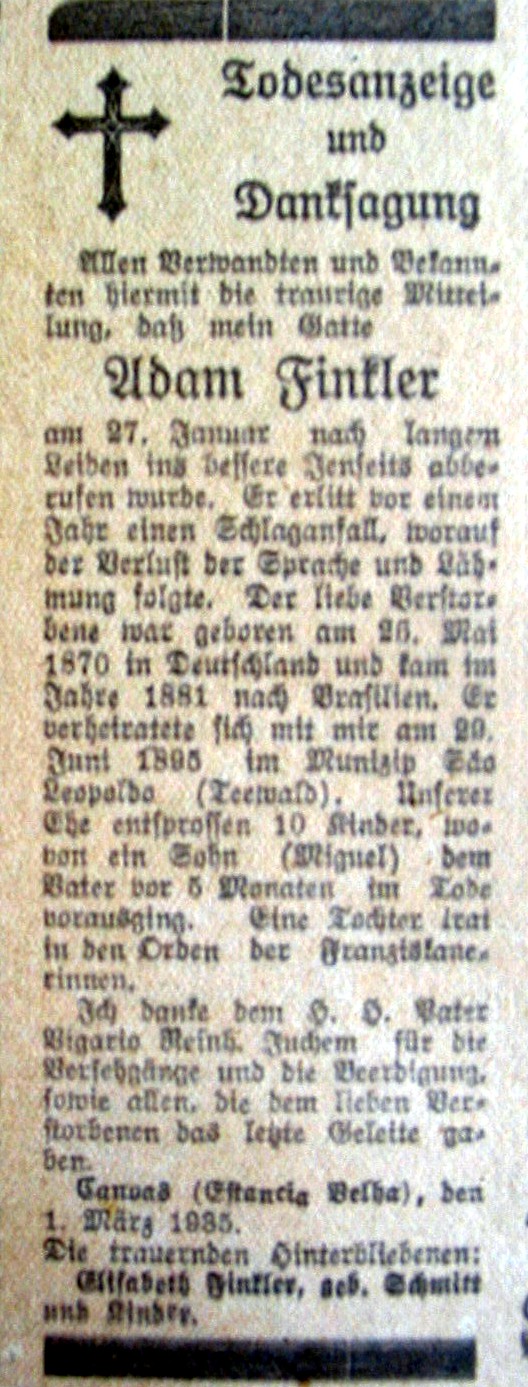 Todesanzeige
und
Danksagung
Allen Verwandten und Bekann-
ten hiermit die traurige Mittei-
lung, daß mein Gatte
Adam Finkler
am 27. Januar nach langem
Leiden ins bessere Jenseits abbe-
rufen wurde. Er erlitt vor einem
Jahr einen Schlaganfall, worauf
der Verlust der Sprache und Läh-
mung folgte. Der liebe Verstor-
bene war geboren am 26. Mai
1870 in Deutschland und kam im
Jahre 1881 nach Brasilien. Er
verheiratete sich mit mir am 29.
Juni 1895 im Munizip São
Leopoldo (Teewald). Unserer
Ehe entsprossen 10 Kinder, wo-
von ein Sohn (Miguel) dem
Vater vor 5 Monaten im Tode
vorausging. Eine Tochter trat
in den Orden der Franziskane-
rinnen.
Ich danke dem H. H. Pater
Vigario Reinh. Juchem für die
Versehgänge und die Beerdigung,
sowie allen, die dem lieben Ver-
storbenen das letzte Geleite ga-
ben.
Canoas (Estancia Velha), den
1. März 1935.
Die trauernden Hinterbliebenen:
Elisabeth Finkler, geb. Schmitt
und Kinder.